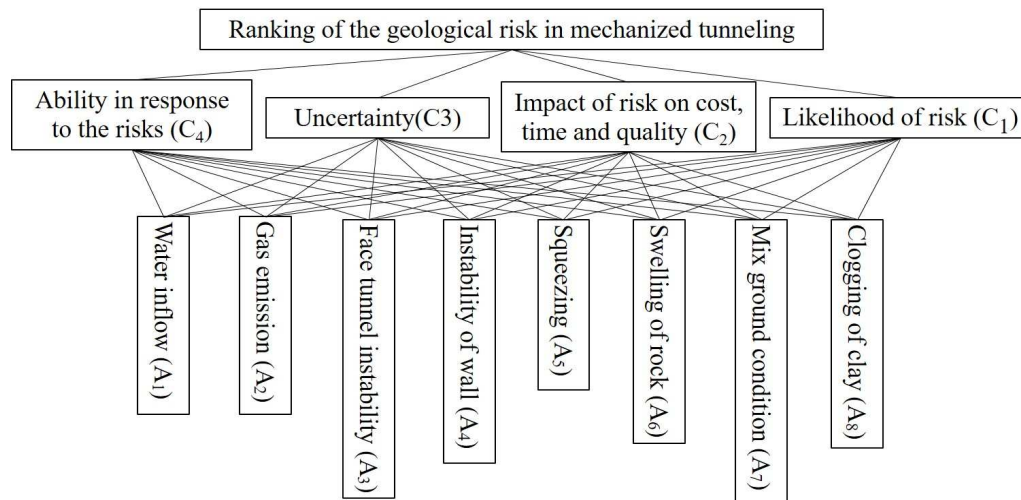 Ranking of the geological risk in mechanized tunneling
Ability in response
to the risks (C₄)
Uncertainty(C3)
Impact of risk on cost,
time and quality (C₂)
Likelihood of risk (C₁)
Water inflow (A₁)
Gas emission (A₂)
Face tunnel instability (A₃)
Instability of wall (A₄)
Squeezing (A₅)
Swelling of rock (A₆)
Mix ground condition (A₇)
Clogging of clay (A₈)